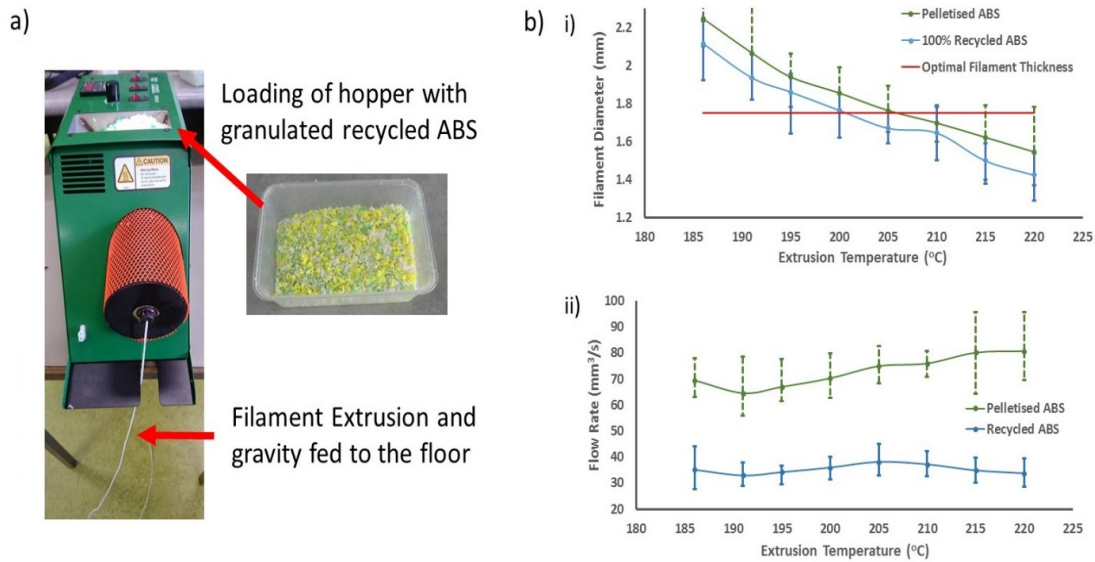 a)
Loading of hopper with
granulated recycled ABS
CAUTION
Filament Extrusion and
gravity fed to the floor
b)
i)
Filament Diameter (mm)
2.2
2
1.8
1.6
1.4
1.2
180
185
190
195
200
205
210
215
220
225
Extrusion Temperature (°C)
Pelletised ABS
100% Recycled ABS
Optimal Filament Thickness
ii)
Flow Rate (mm³/s)
100
90
80
70
60
50
40
30
20
180
185
190
195
200
205
210
215
220
225
Extrusion Temperature (°C)
Pelletised ABS
Recycled ABS